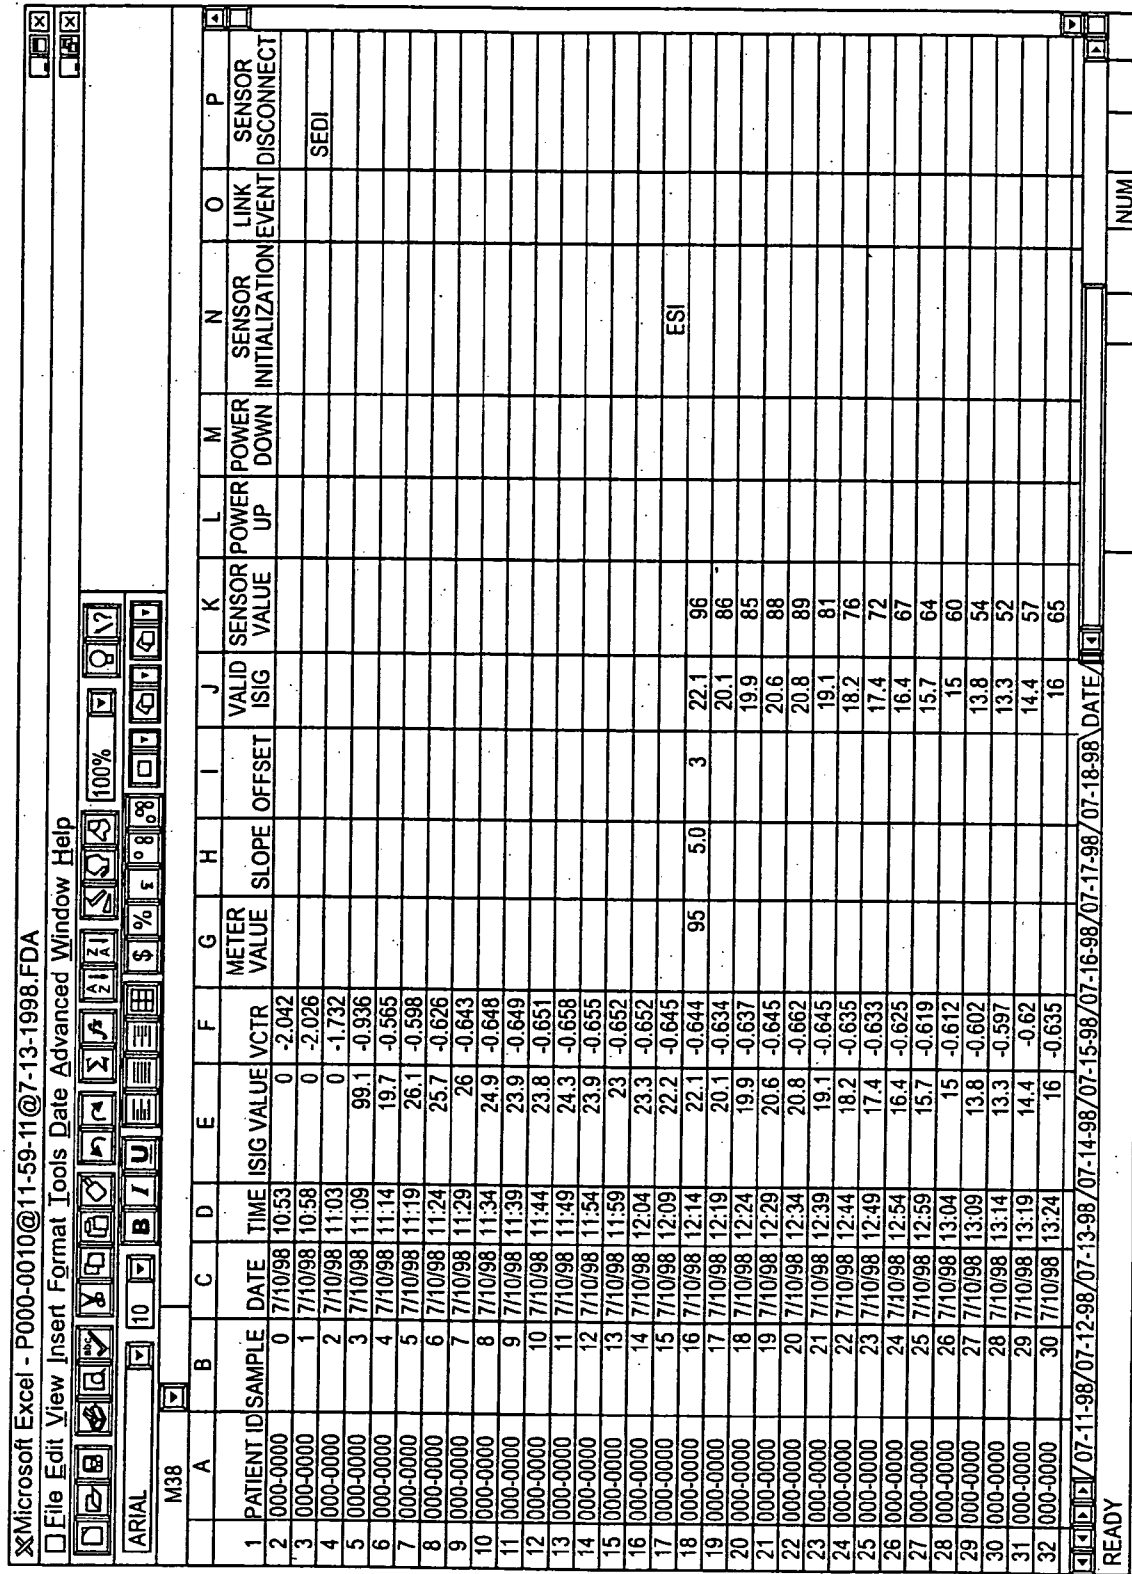 Microsoft Excel - P000-0010@11-59-11@7-13-1998.FDA
File Edit View Insert Format Tools Date Advanced Window Help
100%
ARIAL 10 B I U $ % £
M38
A B C D E F G H I J K L M N O P
1 PATIENT ID SAMPLE DATE TIME ISIG VALUE VCTR METER VALUE SLOPE OFFSET VALID ISIG SENSOR VALUE POWER UP POWER DOWN SENSOR INITIALIZATION LINK EVENT SENSOR DISCONNECT
2 000-0000 0 7/10/98 10:53 0 -2.042
3 000-0000 1 7/10/98 10:58 0 -2.026
4 000-0000 2 7/10/98 11:03 0 -1.732 SEDI
5 000-0000 3 7/10/98 11:09 99.1 -0.936
6 000-0000 4 7/10/98 11:14 19.7 -0.565
7 000-0000 5 7/10/98 11:19 26.1 -0.598
8 000-0000 6 7/10/98 11:24 25.7 -0.626
9 000-0000 7 7/10/98 11:29 26 -0.643
10 000-0000 8 7/10/98 11:34 24.9 -0.648
11 000-0000 9 7/10/98 11:39 23.9 -0.649
12 000-0000 10 7/10/98 11:44 23.8 -0.651
13 000-0000 11 7/10/98 11:49 24.3 -0.658
14 000-0000 12 7/10/98 11:54 23.9 -0.655
15 000-0000 13 7/10/98 11:59 23 -0.652
16 000-0000 14 7/10/98 12:04 23.3 -0.652
17 000-0000 15 7/10/98 12:09 22.2 -0.645 ESI
18 000-0000 16 7/10/98 12:14 22.1 -0.644 95 5.0 3 22.1 96
19 000-0000 17 7/10/98 12:19 20.1 -0.634 20.1 86
20 000-0000 18 7/10/98 12:24 19.9 -0.637 19.9 85
21 000-0000 19 7/10/98 12:29 20.6 -0.645 20.6 88
22 000-0000 20 7/10/98 12:34 20.8 -0.662 20.8 89
23 000-0000 21 7/10/98 12:39 19.1 -0.645 19.1 81
24 000-0000 22 7/10/98 12:44 18.2 -0.635 18.2 76
25 000-0000 23 7/10/98 12:49 17.4 -0.633 17.4 72
26 000-0000 24 7/10/98 12:54 16.4 -0.625 16.4 67
27 000-0000 25 7/10/98 12:59 15.7 -0.619 15.7 64
28 000-0000 26 7/10/98 13:04 15 -0.612 15 60
29 000-0000 27 7/10/98 13:09 13.8 -0.602 13.8 54
30 000-0000 28 7/10/98 13:14 13.3 -0.597 13.3 52
31 000-0000 29 7/10/98 13:19 14.4 -0.62 14.4 57
32 000-0000 30 7/10/98 13:24 16 -0.635 16 65
07-11-98/07-12-98/07-13-98/07-14-98/07-15-98/07-16-98/07-17-98/07-18-98\DATE/
READY NUM